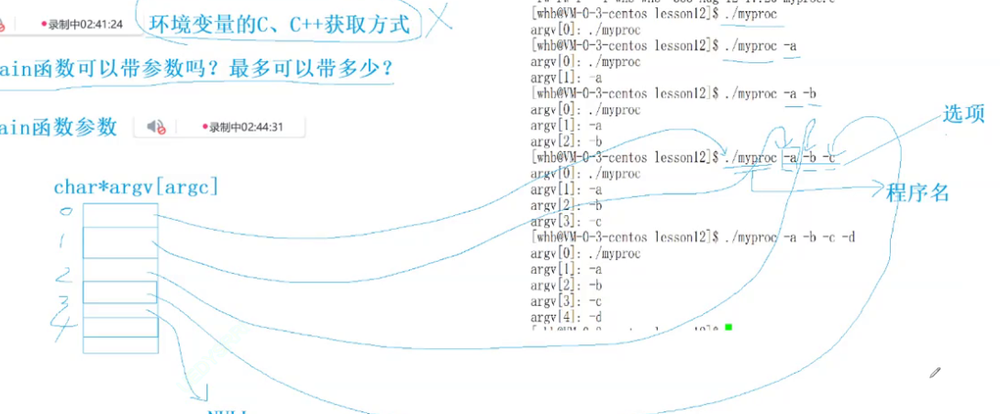 录制中02:41:24
环境变量的C、C++获取方式
ain函数可以带参数吗？最多可以带多少？
ain函数参数
录制中02:44:31
char*argv[argc]
0
1
2
3
4
NULL
[whb@VM-0-3-centos lesson12]$ ./myproc
argv[0]: ./myproc
[whb@VM-0-3-centos lesson12]$ ./myproc -a
argv[0]: ./myproc
argv[1]: -a
[whb@VM-0-3-centos lesson12]$ ./myproc -a -b
argv[0]: ./myproc
argv[1]: -a
argv[2]: -b
[whb@VM-0-3-centos lesson12]$ ./myproc -a -b -c
argv[0]: ./myproc
argv[1]: -a
argv[2]: -b
argv[3]: -c
[whb@VM-0-3-centos lesson12]$ ./myproc -a -b -c -d
argv[0]: ./myproc
argv[1]: -a
argv[2]: -b
argv[3]: -c
argv[4]: -d
[whb@VM-0-3-centos lesson12]$
选项
程序名